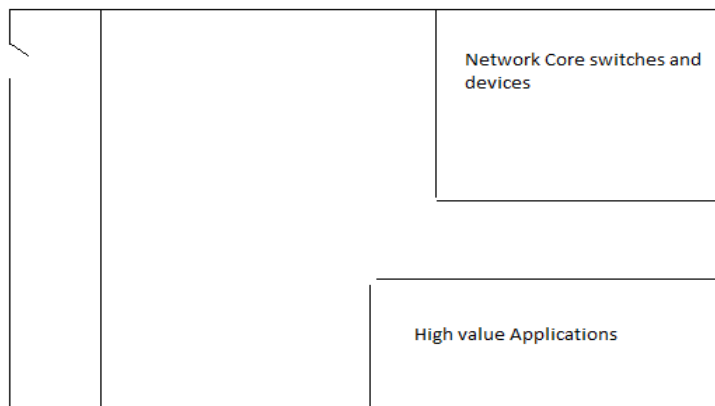 Network Core switches and
devices
High value Applications